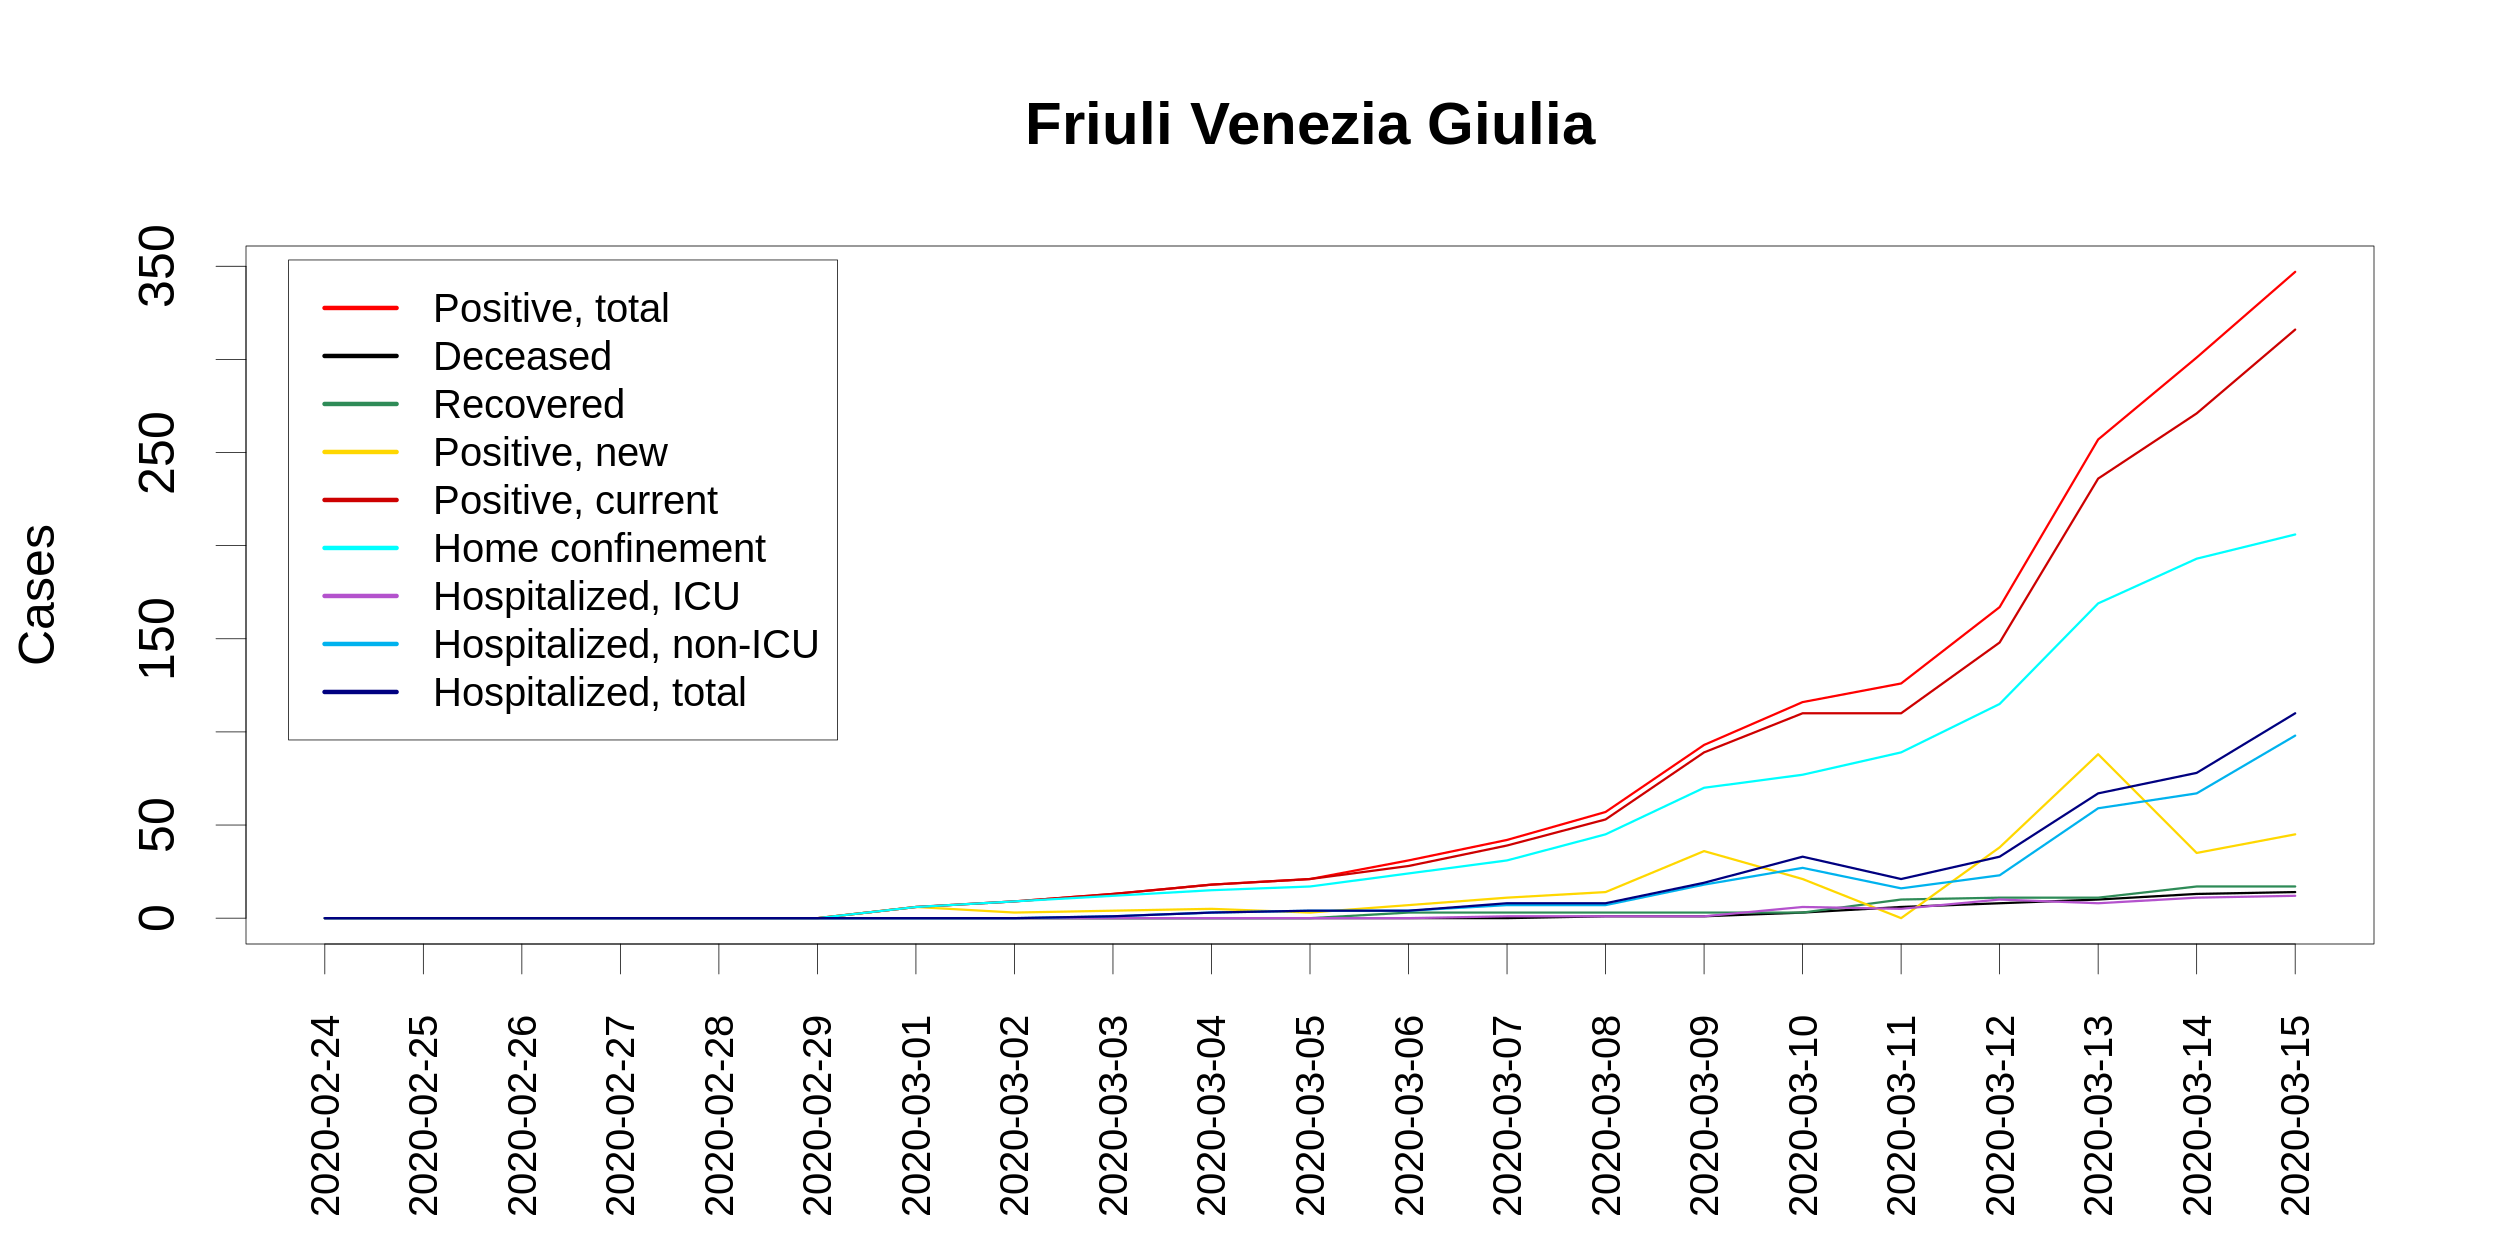 Friuli Venezia Giulia
Cases
350
250
150
50
0
Positive, total
Deceased
Recovered
Positive, new
Positive, current
Home confinement
Hospitalized, ICU
Hospitalized, non-ICU
Hospitalized, total
2020-02-24
2020-02-25
2020-02-26
2020-02-27
2020-02-28
2020-02-29
2020-03-01
2020-03-02
2020-03-03
2020-03-04
2020-03-05
2020-03-06
2020-03-07
2020-03-08
2020-03-09
2020-03-10
2020-03-11
2020-03-12
2020-03-13
2020-03-14
2020-03-15